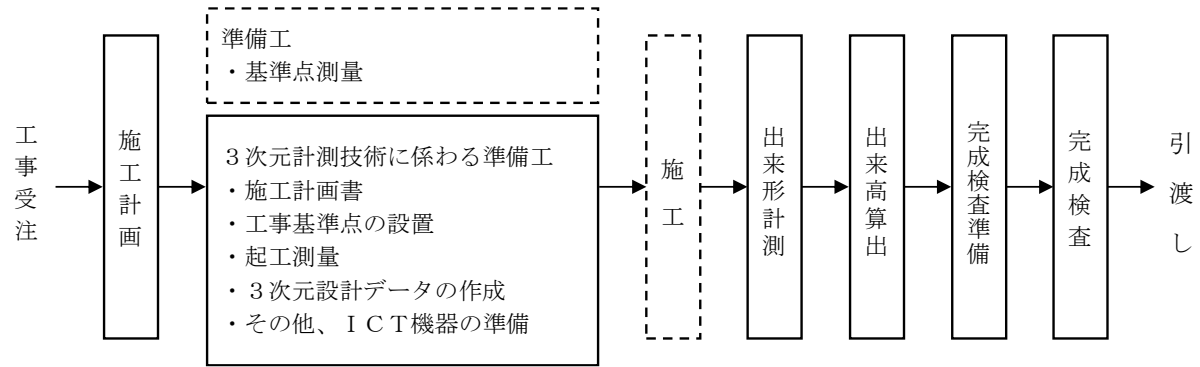 工事受注
施工計画
準備工
・基準点測量
３次元計測技術に係わる準備工
・施工計画書
・工事基準点の設置
・起工測量
・３次元設計データの作成
・その他、ＩＣＴ機器の準備
施工
出来形計測
出来高算出
完成検査準備
完成検査
引渡し